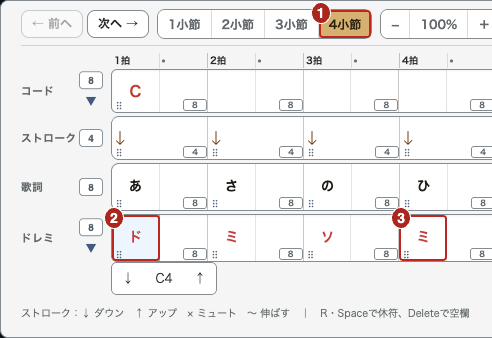 ← 前へ 次へ → 1小節 2小節 3小節 1 4小節 − 100% +
1拍 • 2拍 • 3拍 • 4拍 •
コード 8 ▼ C 8 8 8 8
ストローク 4 ↓ 4 ↓ 4 ↓ 4 ↓ 4
歌詞 8 あ 8 さ 8 の 8 ひ 8
ドレミ 8 ▼ 2 ド 8 ミ 8 ソ 8 3 ミ 8
↓ C4 ↑
ストローク：↓ ダウン ↑ アップ × ミュート 〜 伸ばす | R・Spaceで休符、Deleteで空欄